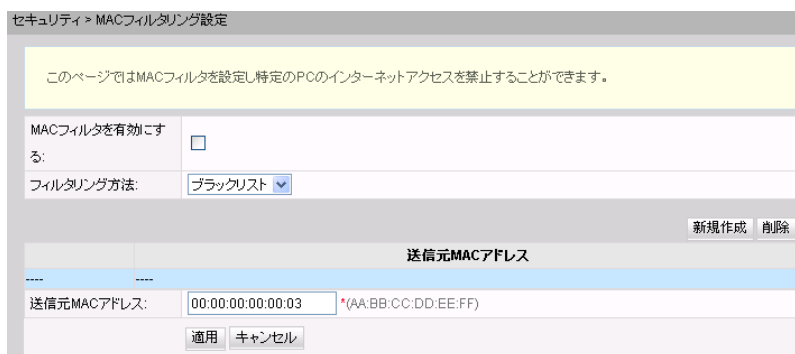 セキュリティ > MACフィルタリング設定
このページではMACフィルタを設定し特定のPCのインターネットアクセスを禁止することができます。
MACフィルタを有効にす
る:
フィルタリング方法: ブラックリスト
新規作成 削除
送信元MACアドレス
---- ----
送信元MACアドレス: 00:00:00:00:00:03 *(AA:BB:CC:DD:EE:FF)
適用 キャンセル